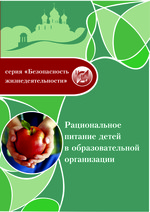 серия «Безопасность
жизнедеятельности»
Рациональное
питание детей
в образовательной
организации